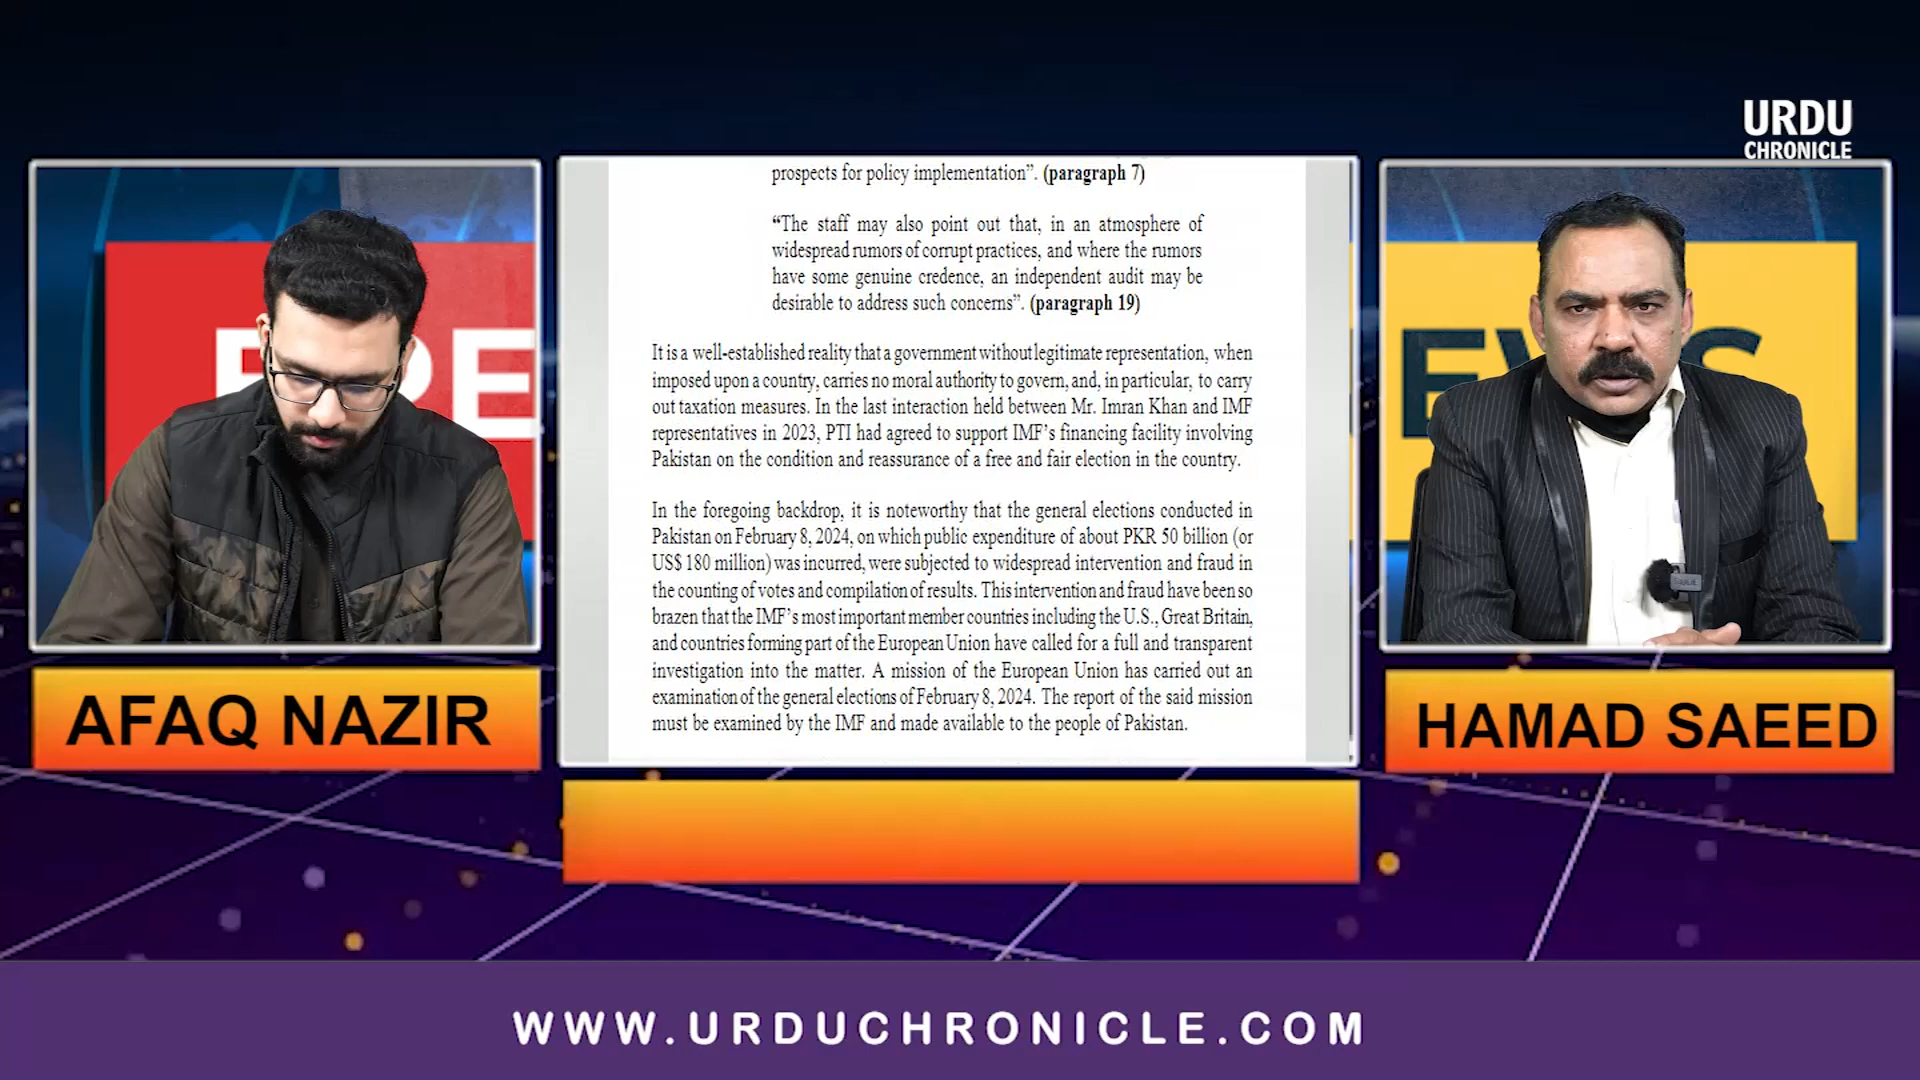 URDU
CHRONICLE
prospects for policy implementation”. (paragraph 7)
“The staff may also point out that, in an atmosphere of
widespread rumors of corrupt practices, and where the rumors
have some genuine credence, an independent audit may be
desirable to address such concerns”. (paragraph 19)
It is a well-established reality that a government without legitimate representation, when
imposed upon a country, carries no moral authority to govern, and, in particular, to carry
out taxation measures. In the last interaction held between Mr. Imran Khan and IMF
representatives in 2023, PTI had agreed to support IMF’s financing facility involving
Pakistan on the condition and reassurance of a free and fair election in the country.
In the foregoing backdrop, it is noteworthy that the general elections conducted in
Pakistan on February 8, 2024, on which public expenditure of about PKR 50 billion (or
US$ 180 million) was incurred, were subjected to widespread intervention and fraud in
the counting of votes and compilation of results. This intervention and fraud have been so
brazen that the IMF’s most important member countries including the U.S., Great Britain,
and countries forming part of the European Union have called for a full and transparent
investigation into the matter. A mission of the European Union has carried out an
examination of the general elections of February 8, 2024. The report of the said mission
must be examined by the IMF and made available to the people of Pakistan.
AFAQ NAZIR
HAMAD SAEED
WWW.URDUCHRONICLE.COM